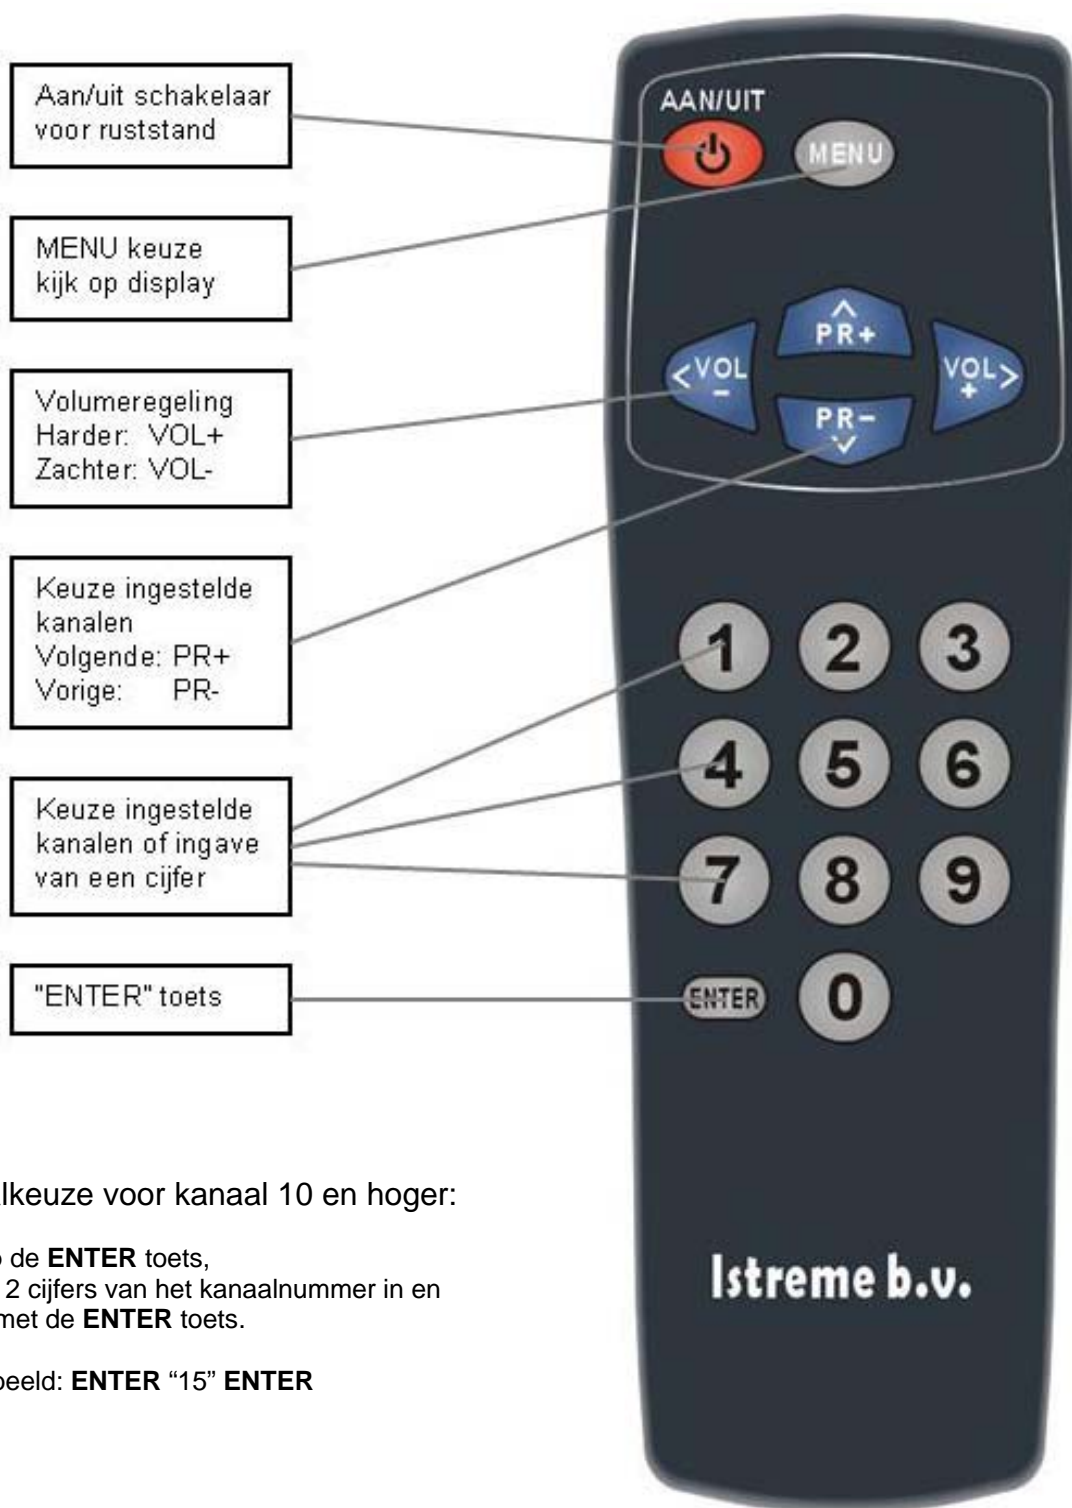 Aan/uit schakelaar
voor ruststand
MENU keuze
kijk op display
Volumeregeling
Harder: VOL+
Zachter: VOL-
Keuze ingestelde
kanalen
Volgende: PR+
Vorige: PR-
Keuze ingestelde
kanalen of ingave
van een cijfer
"ENTER" toets
AAN/UIT
MENU
PR+
<VOL -
VOL> +
PR-
1 2 3
4 5 6
7 8 9
ENTER 0
Istreme b.v.
lkeuze voor kanaal 10 en hoger:
de ENTER toets,
2 cijfers van het kanaalnummer in en
met de ENTER toets.
eeld: ENTER “15” ENTER